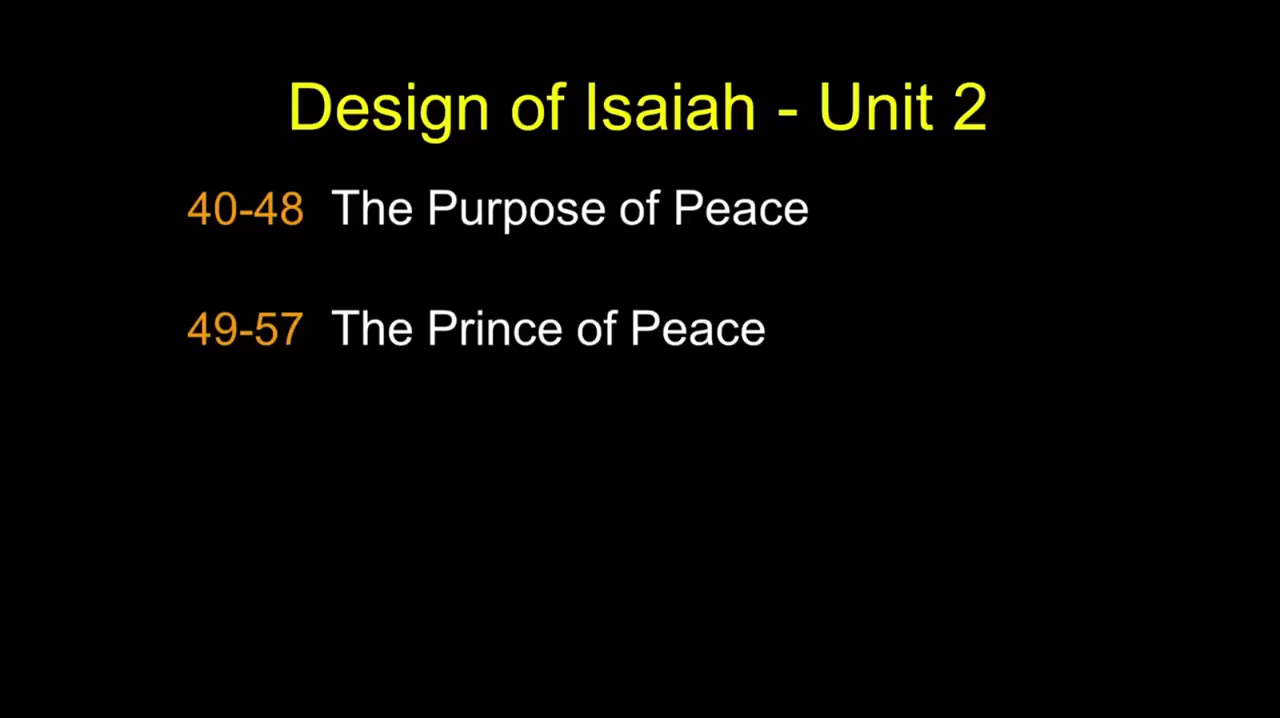 Design of Isaiah - Unit 2
40-48 The Purpose of Peace
49-57 The Prince of Peace